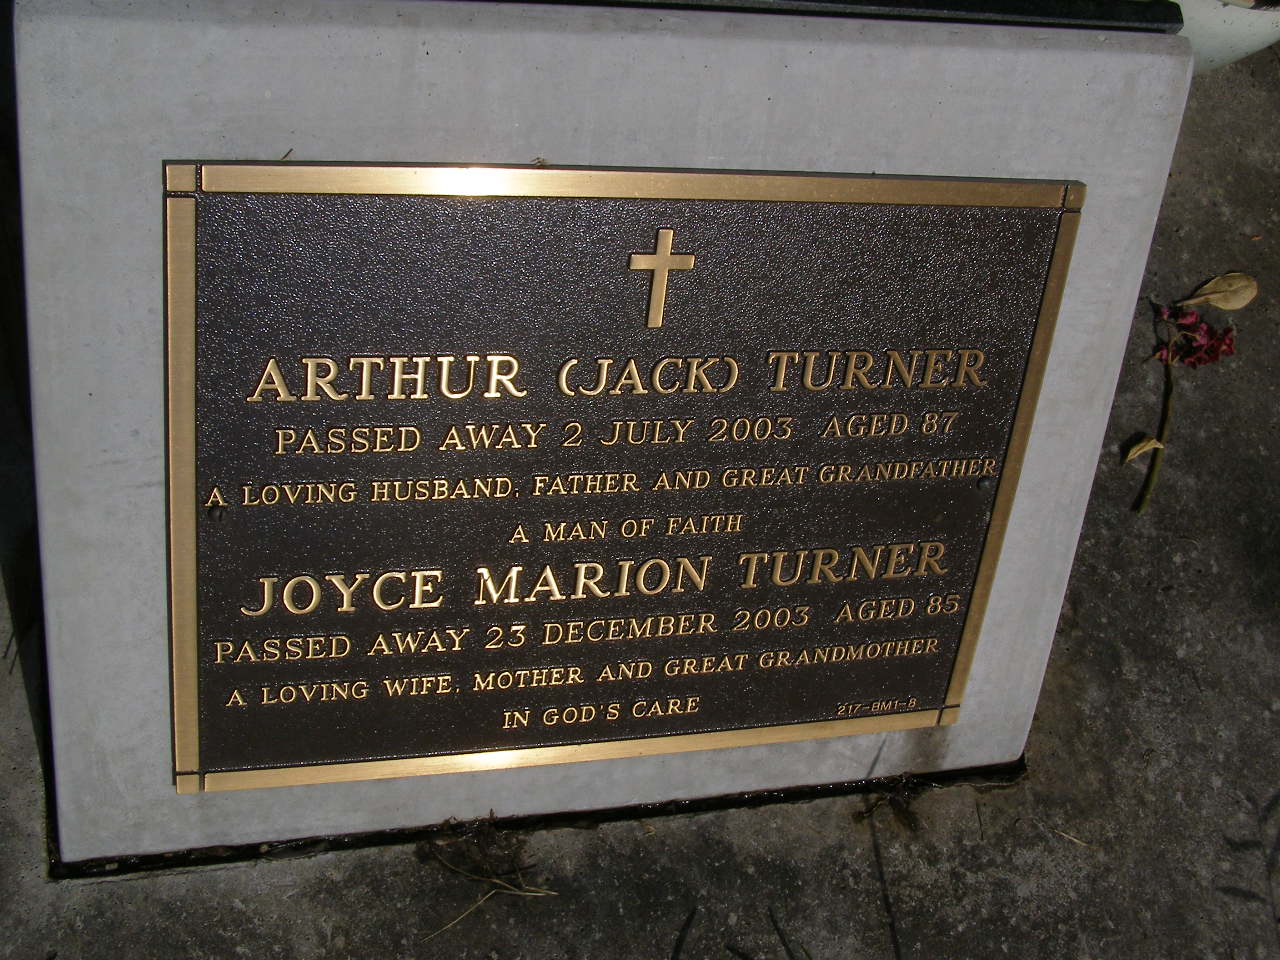 ARTHUR (JACK) TURNER
PASSED AWAY 2 JULY 2003 AGED 87
A LOVING HUSBAND, FATHER AND GREAT GRANDFATHER
A MAN OF FAITH
JOYCE MARION TURNER
PASSED AWAY 23 DECEMBER 2003 AGED 85
A LOVING WIFE, MOTHER AND GREAT GRANDMOTHER
IN GOD'S CARE
217-BM1-8